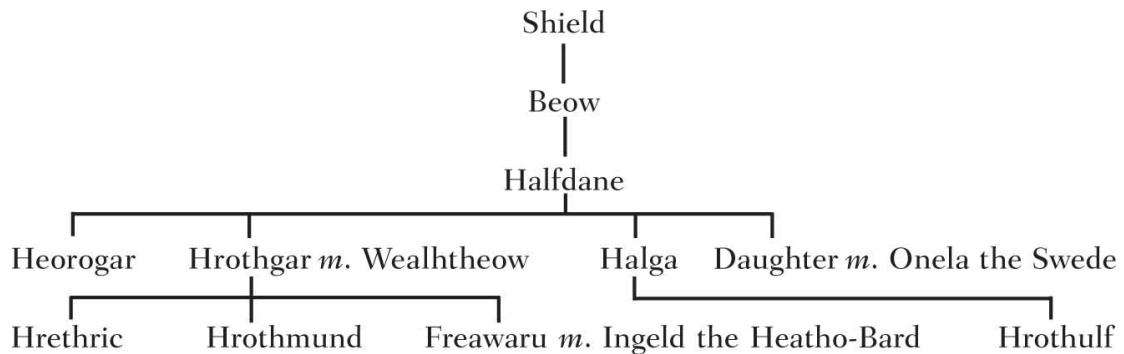 Shield
Beow
Halfdane
Heorogar Hrothgar m. Wealhtheow Halga Daughter m. Onela the Swede
Hrethric Hrothmund Freawaru m. Ingeld the Heatho-Bard Hrothulf